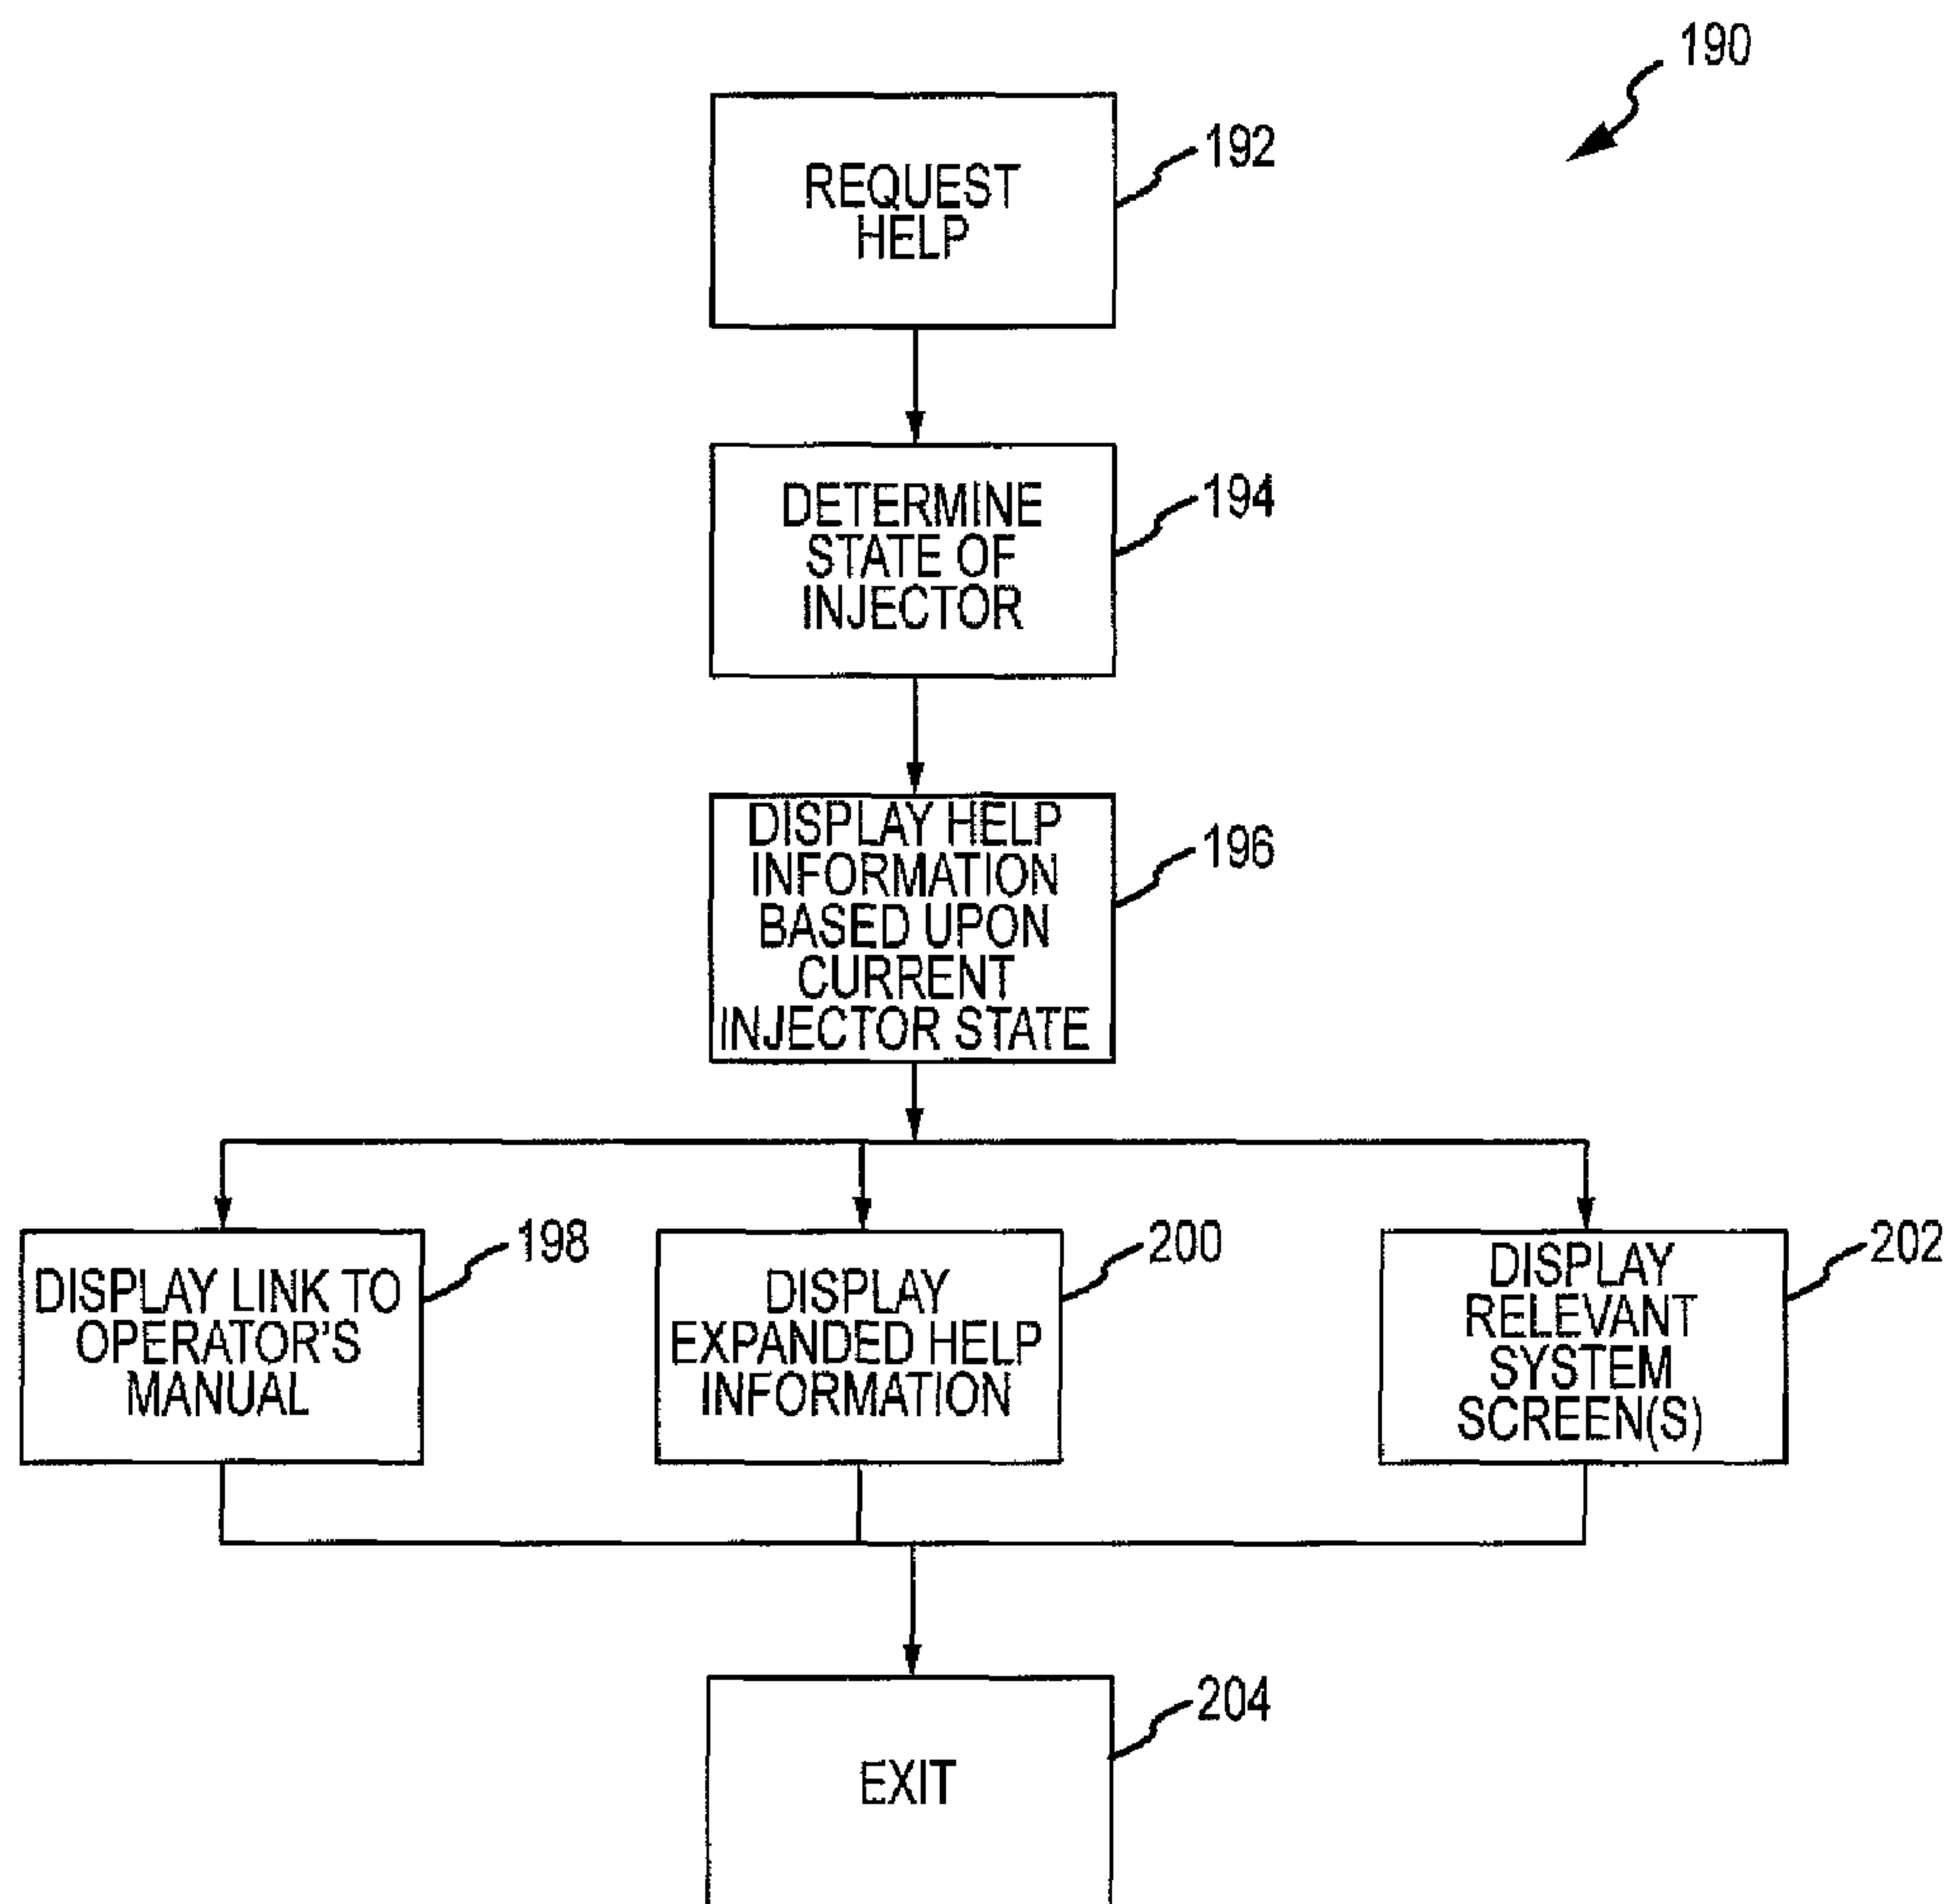 190
192
REQUEST
HELP
194
DETERMINE
STATE OF
INJECTOR
196
DISPLAY HELP
INFORMATION
BASED UPON
CURRENT
INJECTOR STATE
198
DISPLAY LINK TO
OPERATOR'S
MANUAL
200
DISPLAY
EXPANDED HELP
INFORMATION
202
DISPLAY
RELEVANT
SYSTEM
SCREEN(S)
204
EXIT